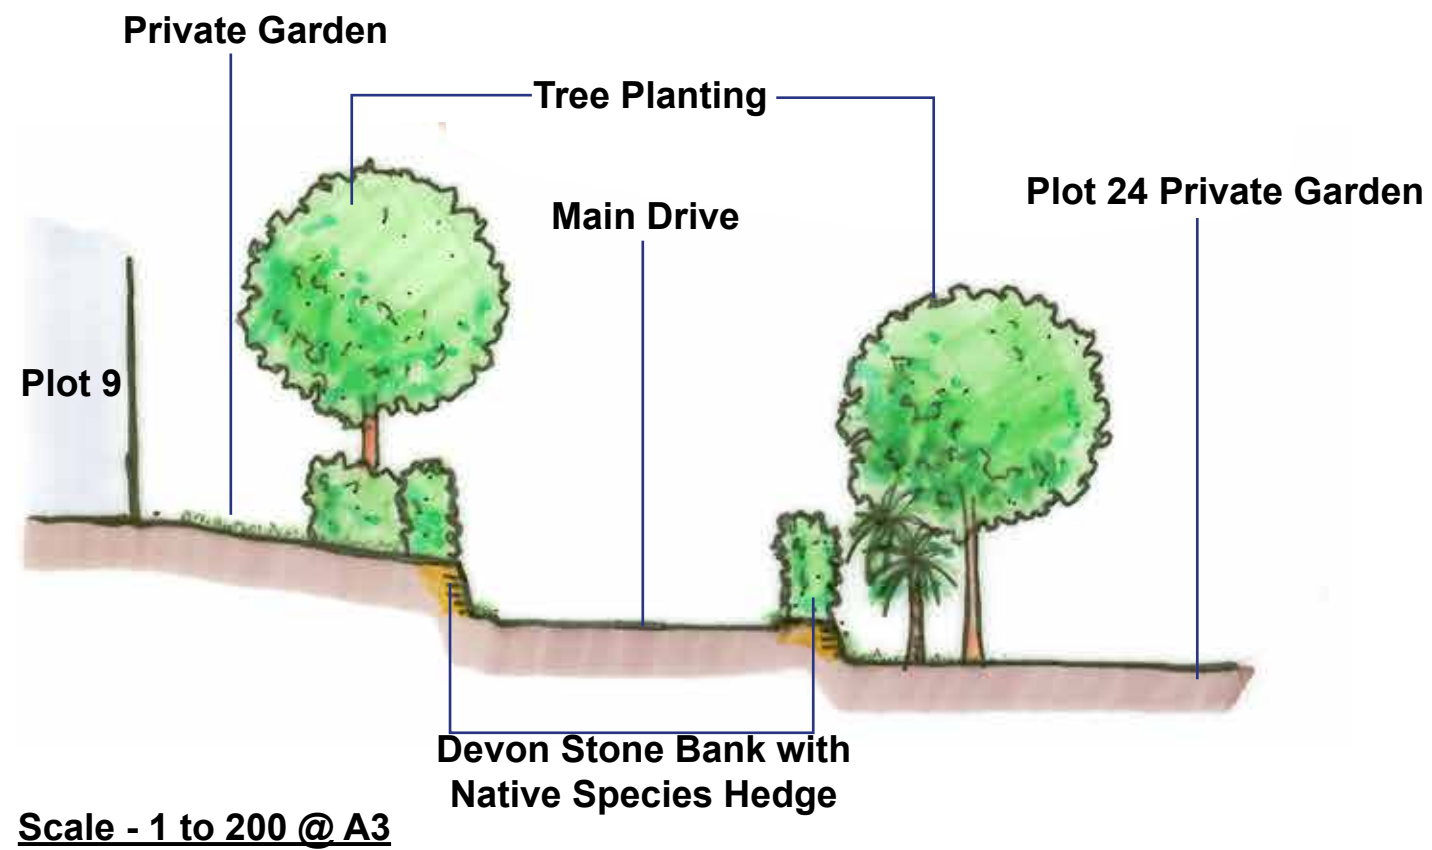 Private Garden
Tree Planting
Plot 24 Private Garden
Main Drive
Plot 9
Devon Stone Bank with
Native Species Hedge
Scale - 1 to 200 @ A3